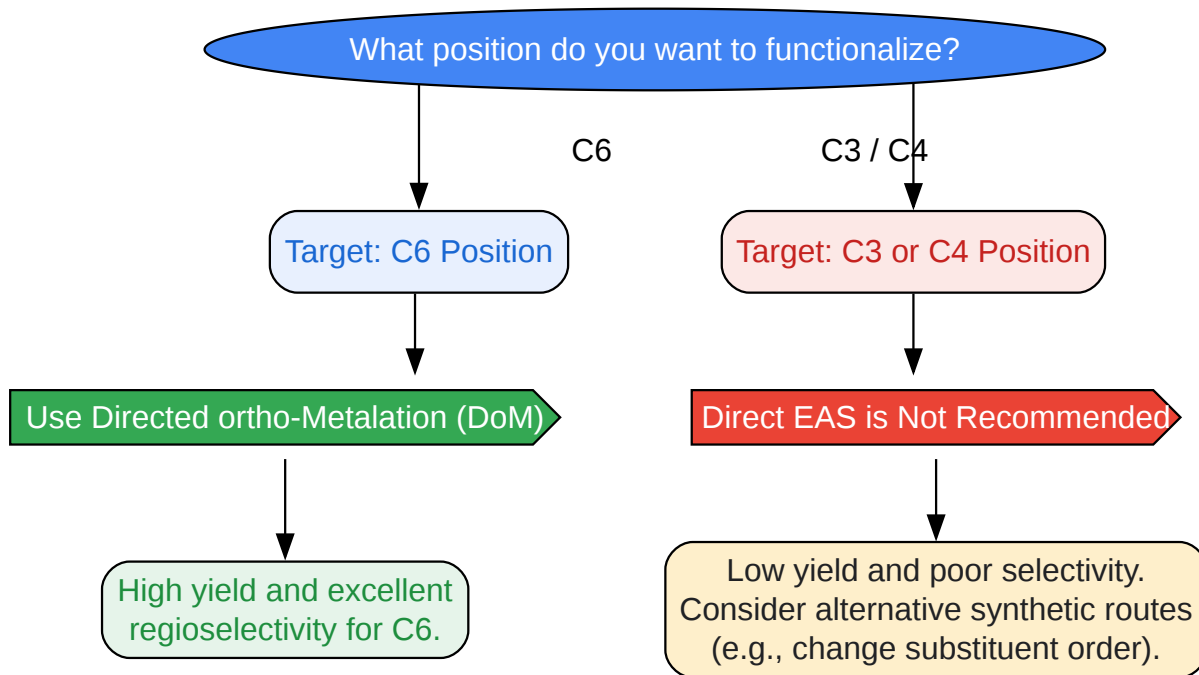 What position do you want to functionalize?
C6
C3 / C4
Target: C6 Position
Target: C3 or C4 Position
Use Directed ortho-Metalation (DoM)
Direct EAS is Not Recommended
High yield and excellent
regioselectivity for C6.
Low yield and poor selectivity.
Consider alternative synthetic routes
(e.g., change substituent order).